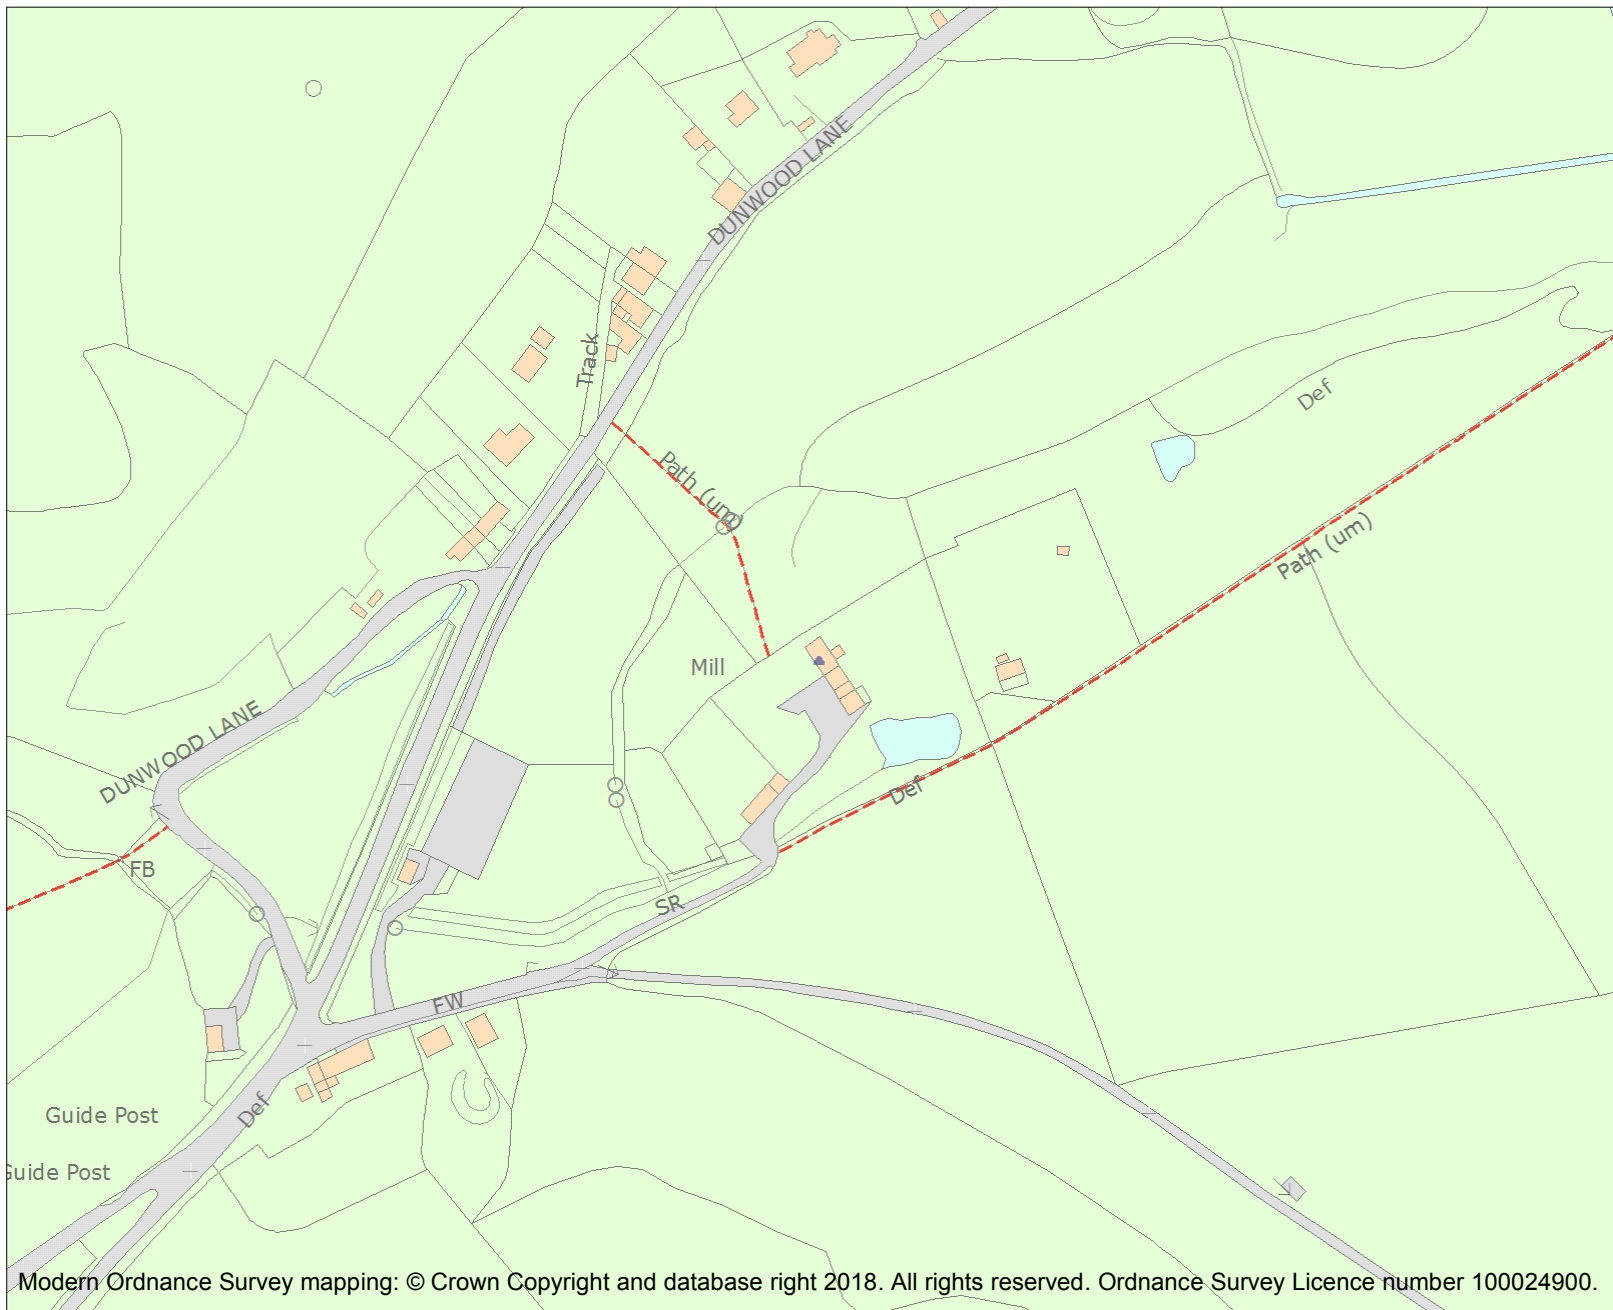 DUNWOOD LANE
Track
Def
Path (um)
Path (um)
Mill
DUNWOOD LANE
Def
FB
SR
FW
Def
Guide Post
Guide Post
Modern Ordnance Survey mapping: © Crown Copyright and database right 2018. All rights reserved. Ordnance Survey Licence number 100024900.